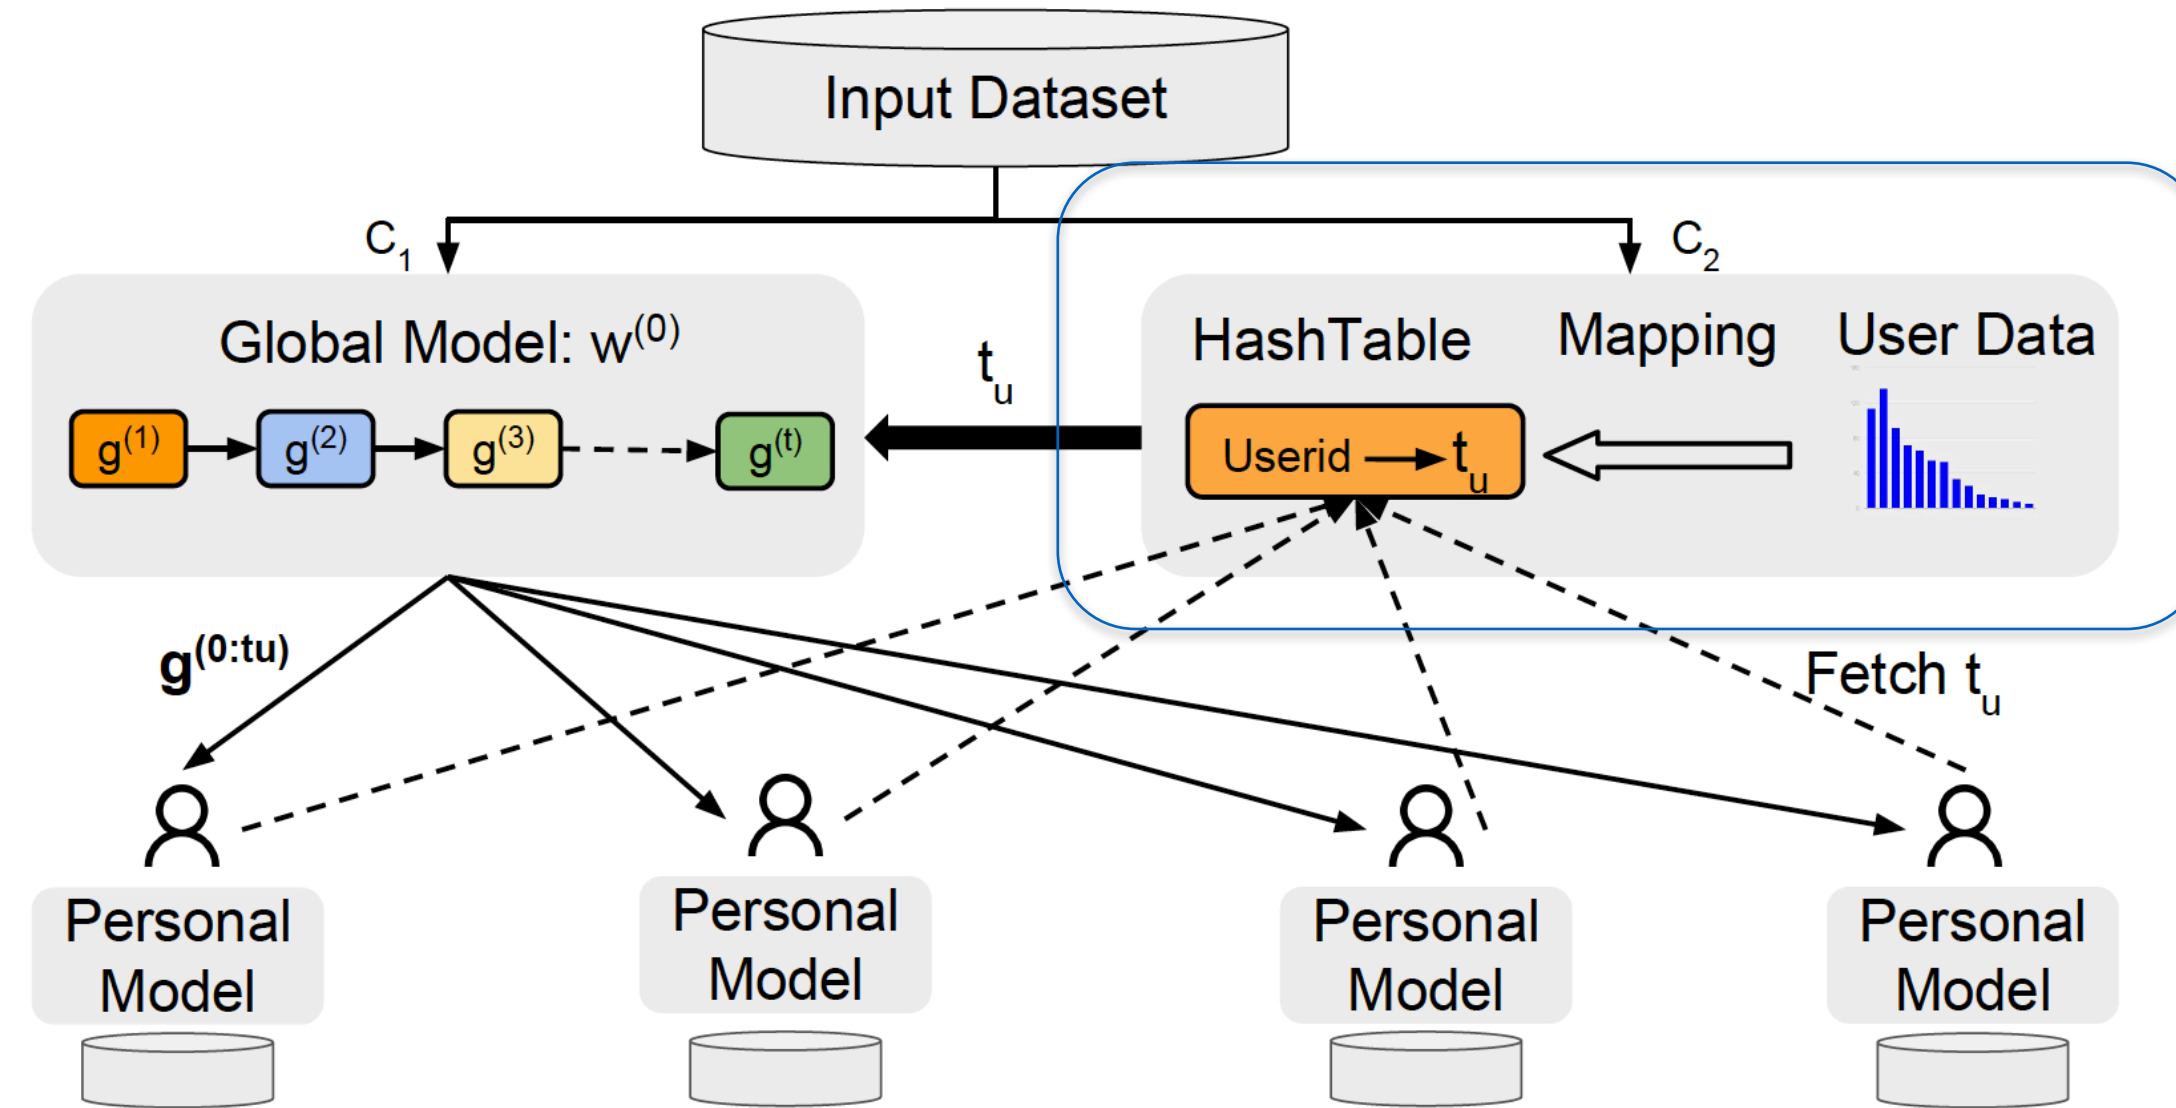 Input Dataset
C₁
C₂
Global Model: w⁽⁰⁾
g⁽¹⁾
g⁽²⁾
g⁽³⁾
g⁽ᵗ⁾
tᵤ
HashTable
Mapping
User Data
Userid
tᵤ
g⁽⁰:ᵗᵘ⁾
Fetch tᵤ
Personal
Model
Personal
Model
Personal
Model
Personal
Model